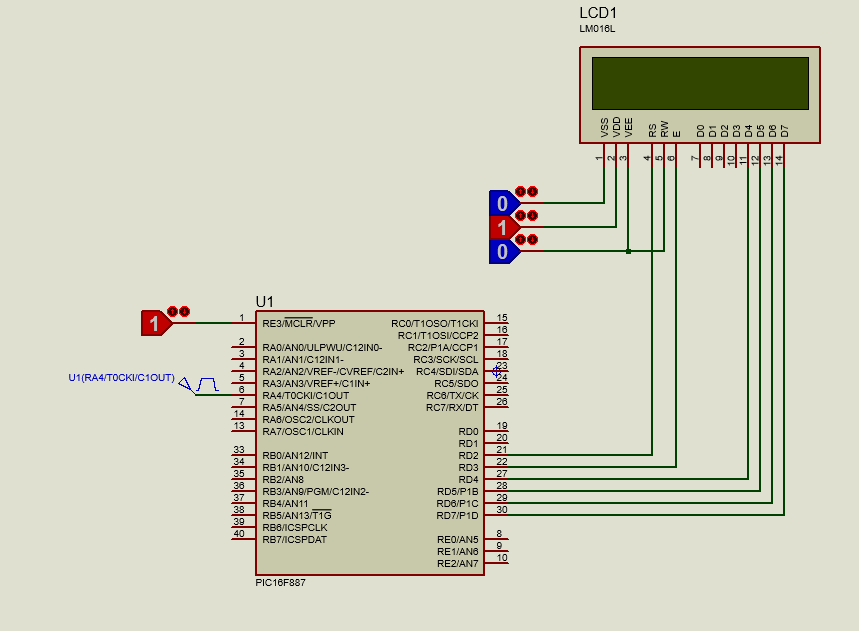 LCD1
LM016L
VSS
VDD
VEE
RS
RW
E
D0
D1
D2
D3
D4
D5
D6
D7
1
2
3
4
5
6
7
8
9
10
11
12
13
14
0
1
0
1
U1(RA4/T0CKI/C1OUT)
U1
1 RE3/MCLR/VPP
2 RA0/AN0/ULPWU/C12IN0-
3 RA1/AN1/C12IN1-
4 RA2/AN2/VREF-/CVREF/C2IN+
5 RA3/AN3/VREF+/C1IN+
6 RA4/T0CKI/C1OUT
7 RA5/AN4/SS/C2OUT
14 RA6/OSC2/CLKOUT
13 RA7/OSC1/CLKIN
33 RB0/AN12/INT
34 RB1/AN10/C12IN3-
35 RB2/AN8
36 RB3/AN9/PGM/C12IN2-
37 RB4/AN11
38 RB5/AN13/T1G
39 RB6/ICSPCLK
40 RB7/ICSPDAT
RC0/T1OSO/T1CKI 15
RC1/T1OSI/CCP2 16
RC2/P1A/CCP1 17
RC3/SCK/SCL 18
RC4/SDI/SDA 23
RC5/SDO 24
RC6/TX/CK 25
RC7/RX/DT 26
RD0 19
RD1 20
RD2 21
RD3 22
RD4 27
RD5/P1B 28
RD6/P1C 29
RD7/P1D 30
RE0/AN5 8
RE1/AN6 9
RE2/AN7 10
PIC16F887